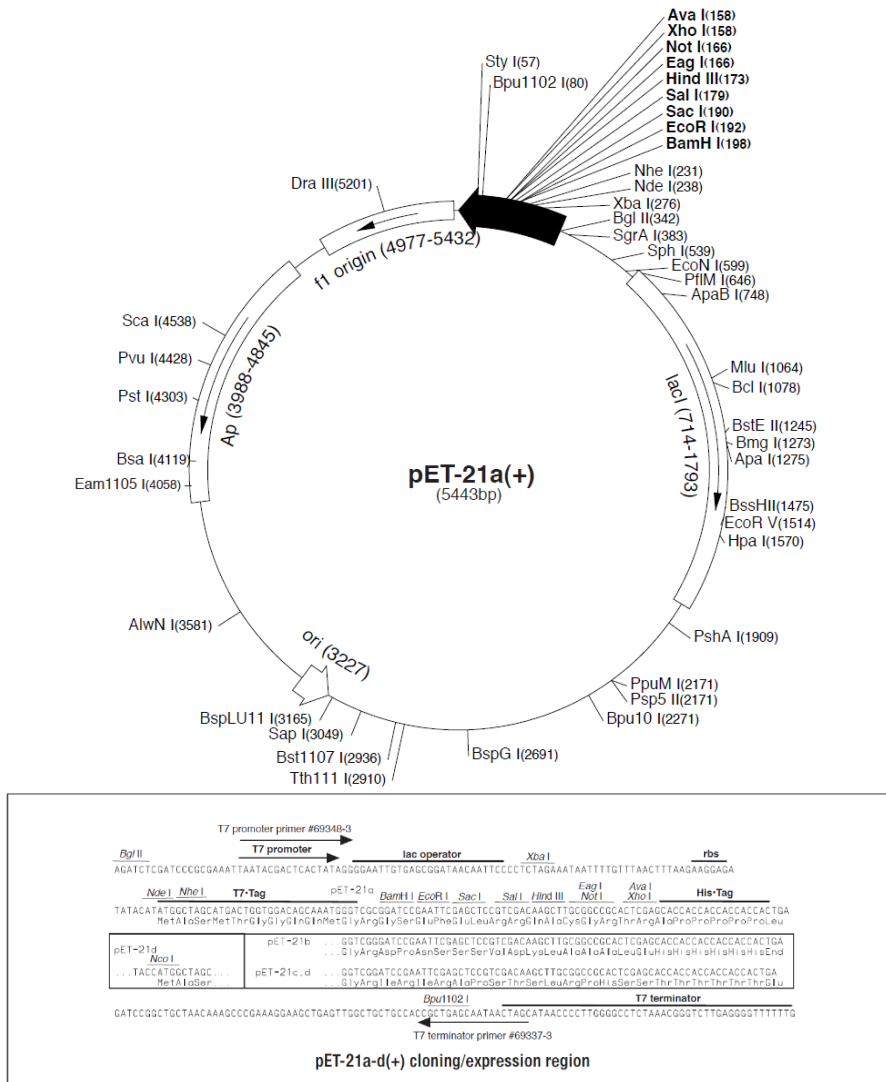 Ava I(158)
Xho I(158)
Not I(166)
Eag I(166)
Hind III(173)
Sal I(179)
Sac I(190)
EcoR I(192)
BamH I(198)
Sty I(57)
Bpu1102 I(80)
Nhe I(231)
Nde I(238)
Xba I(276)
Bgl II(342)
SgrA I(383)
Sph I(539)
EcoN I(599)
PflM I(646)
ApaB I(748)
Dra III(5201)
f1 origin (4977-5432)
Sca I(4538)
Pvu I(4428)
Pst I(4303)
Bsa I(4119)
Eam1105 I(4058)
Ap (3988-4845)
lacI (714-1793)
Mlu I(1064)
Bcl I(1078)
BstE II(1245)
Bmg I(1273)
Apa I(1275)
BssHII(1475)
EcoR V(1514)
Hpa I(1570)
pET-21a(+)
(5443bp)
AlwN I(3581)
ori (3227)
PshA I(1909)
PpuM I(2171)
Psp5 II(2171)
Bpu10 I(2271)
BspLU11 I(3165)
Sap I(3049)
Bst1107 I(2936)
Tth111 I(2910)
BspG I(2691)
T7 promoter primer #69348-3
Bgl II T7 promoter lac operator Xba I rbs
AGATCTCGATCCCGCGAAATTAATACGACTCACTATAGGGGAATTGTGAGCGGATAACAATTCCCCTCTAGAAATAATTTTGTTTAACTTTAAGAAGGAGA
Nde I Nhe I T7•Tag pET-21a BamH I EcoR I Sac I Sal I Hind III Eag I Not I Ava I Xho I His•Tag
TATACATATGGCTAGCATGACTGGTGGACAGCAAATGGGTCGCGGATCCGAATTCGAGCTCCGTCGACAAGCTTGCGGCCGCACTCGAGCACCACCACCACCACCACTGA
MetAlaSerMetThrGlyGlyGlnGlnMetGlyArgGlySerGluPheGluLeuArgArgGlnAlaCysGlyArgThrArgAlaProProProProProProLeu
pET-21b ...GGTCGGGATCCGAATTCGAGCTCCGTCGACAAGCTTGCGGCCGCACTCGAGCACCACCACCACCACCACTGA
GlyArgAspProAsnSerSerSerValAspLysLeuAlaAlaAlaLeuGluHisHisHisHisHisHisEnd
pET-21d
Nco I
...TACCATGGCTAGC...
MetAlaSer...
pET-21c,d ...GGTCGGATCCGAATTCGAGCTCCGTCGACAAGCTTGCGGCCGCACTCGAGCACCACCACCACCACCACTGA
GlyArgIleArgIleArgAlaProSerThrSerLeuArgProHisSerSerThrThrThrThrThrThrGlu
Bpu1102 I T7 terminator
GATCCGGCTGCTAACAAAGCCCGAAAGGAAGCTGAGTTGGCTGCTGCCACCGCTGAGCAATAACTAGCATAACCCCTTGGGGCCTCTAAACGGGTCTTGAGGGGTTTTTTG
T7 terminator primer #69337-3
pET-21a-d(+) cloning/expression region